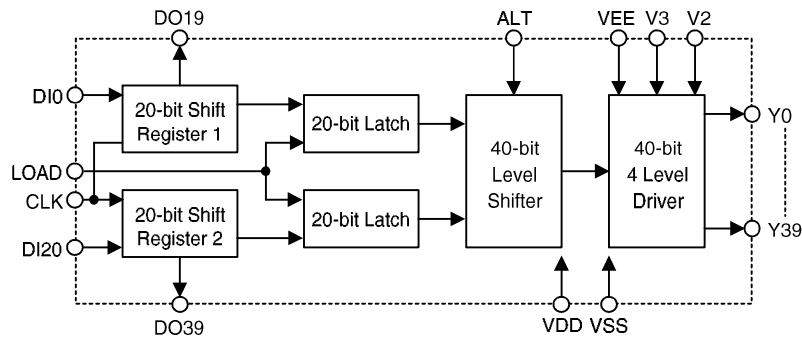 DO19
ALT
VEE
V3
V2
DI0
20-bit Shift
Register 1
20-bit Latch
40-bit
Level
Shifter
40-bit
4 Level
Driver
Y0
LOAD
CLK
20-bit Shift
Register 2
20-bit Latch
Y39
DI20
DO39
VDD
VSS